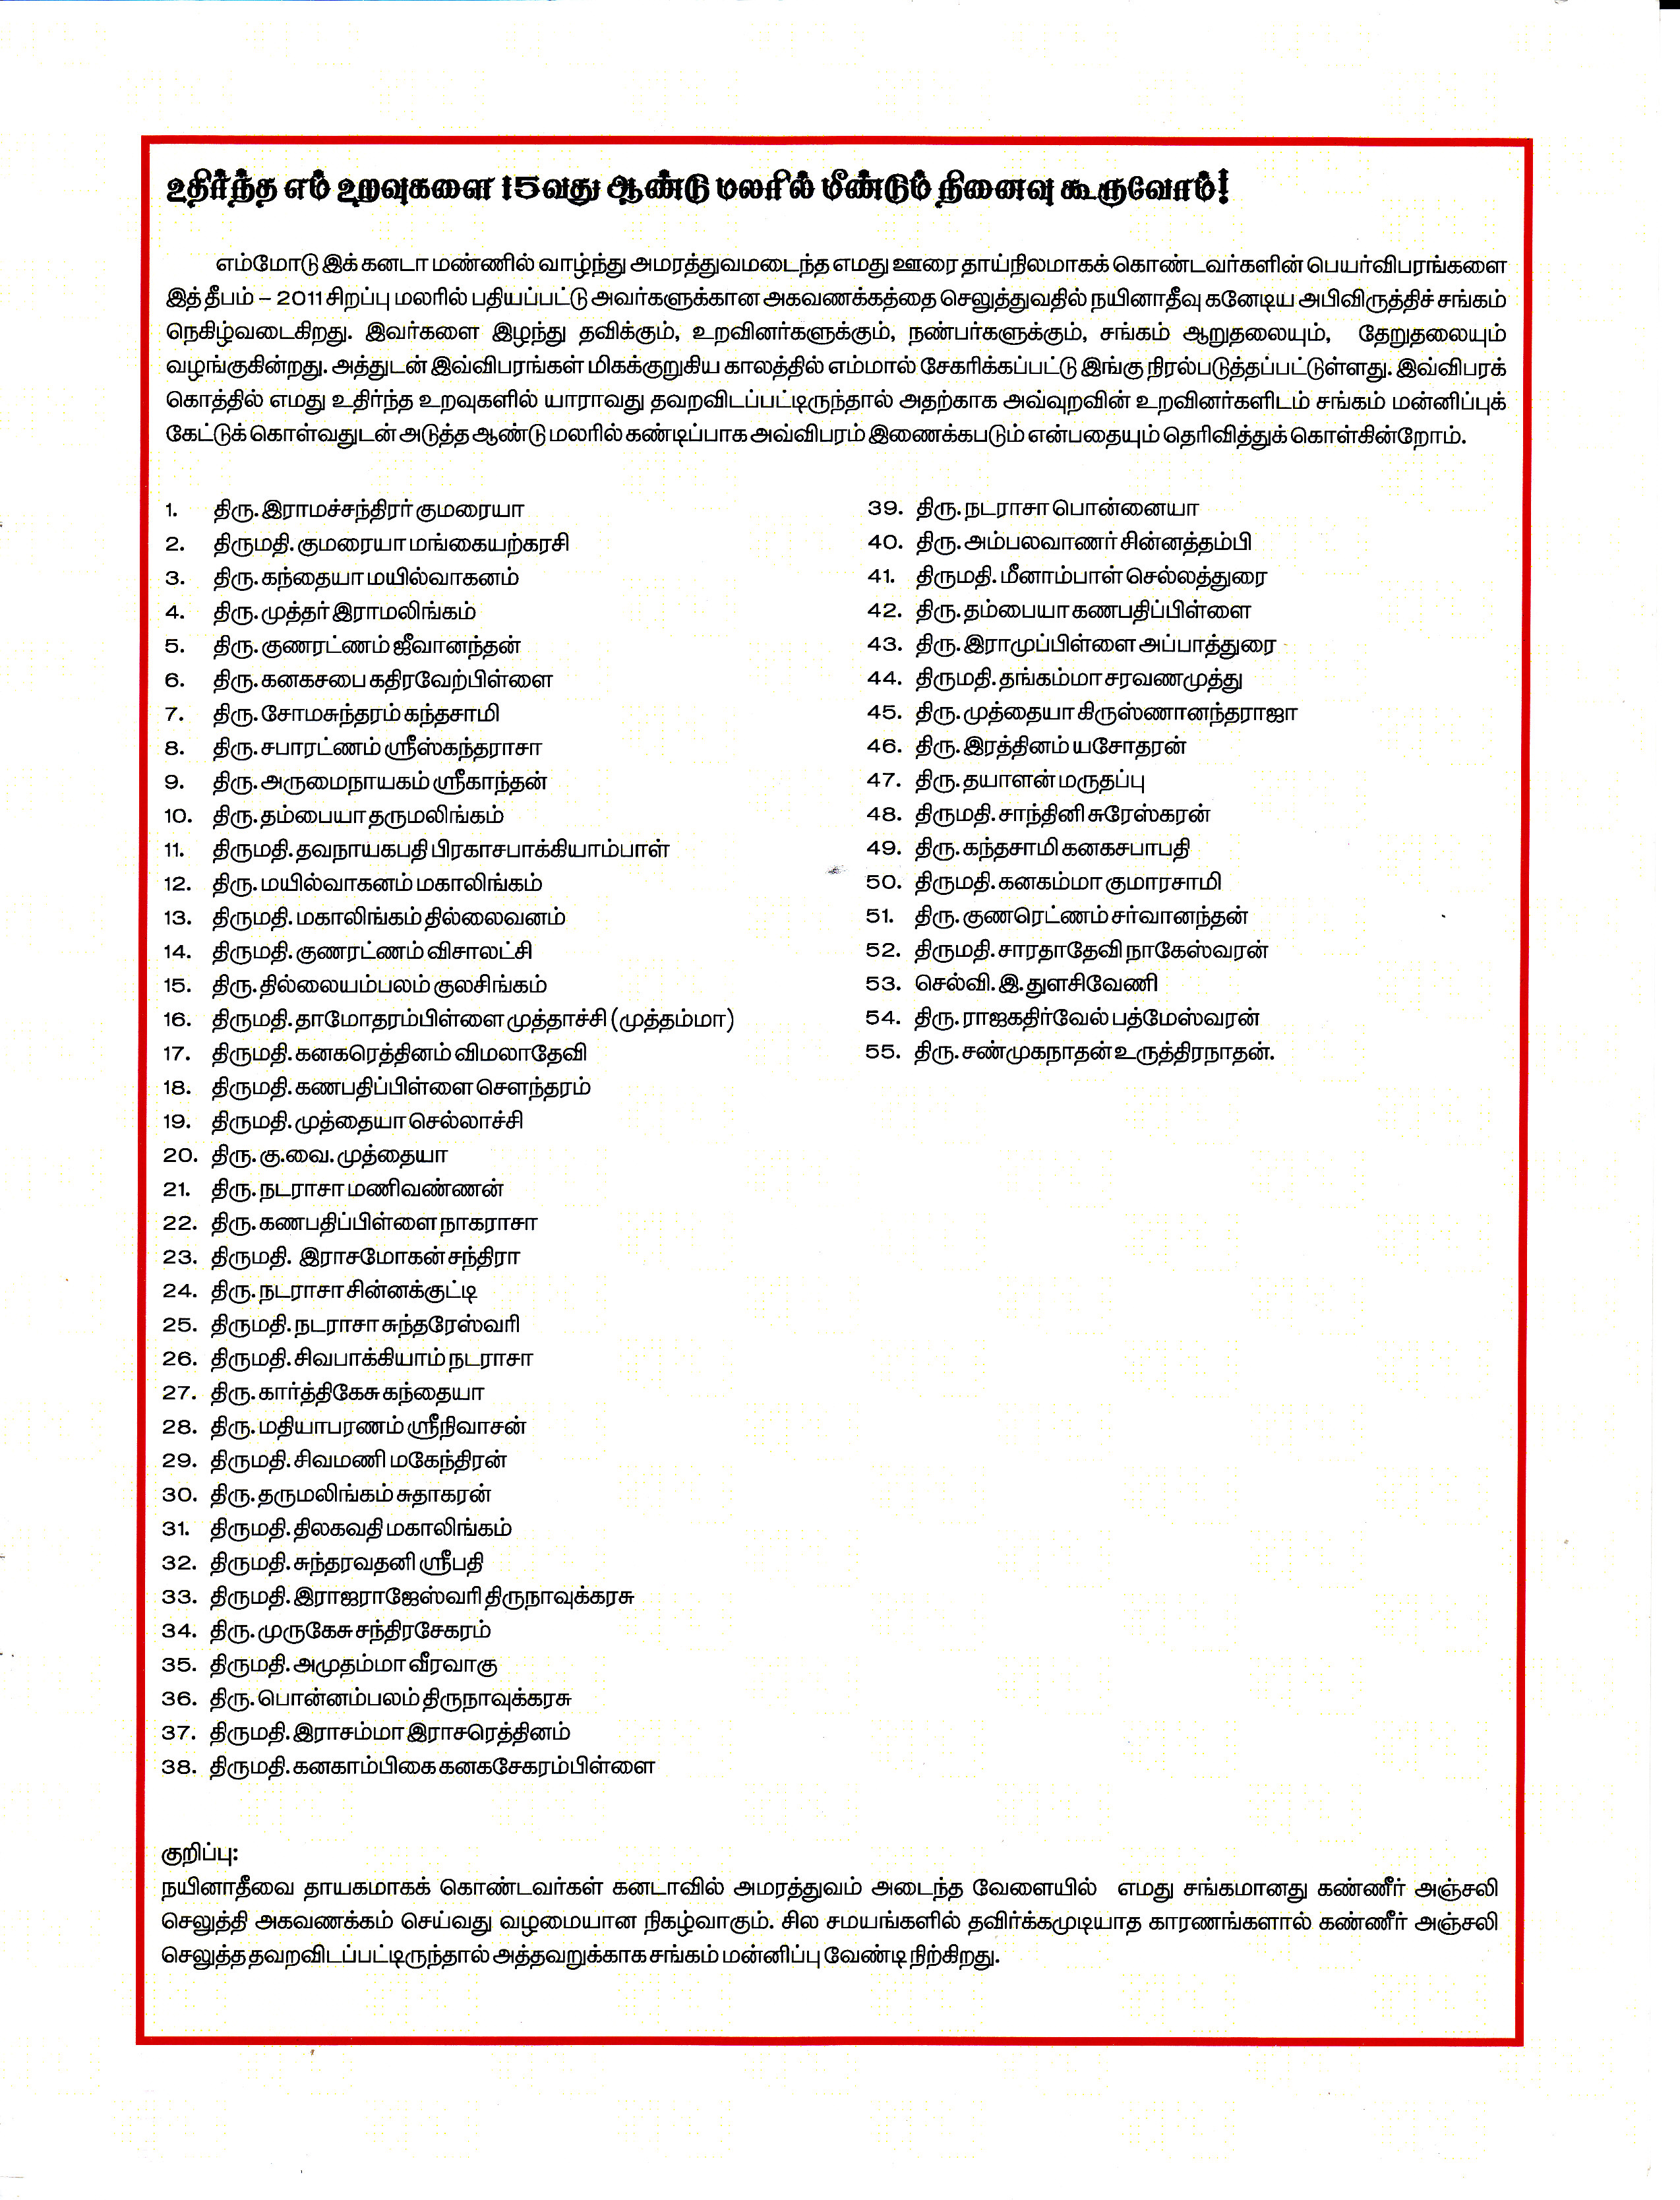 உதிர்ந்த எம் உறவுகளை 15வது ஆண்டு மலரில் மீண்டும் நினைவு கூருவோம்!
எம்மோடு இக் கனடா மண்ணில் வாழ்ந்து அமரத்துவமடைந்த எமது ஊரை தாய்நிலமாகக் கொண்டவர்களின் பெயர்விபரங்களை
இத்தீபம் – 2011 சிறப்பு மலரில் பதியப்பட்டு அவர்களுக்கான அகவணக்கத்தை செலுத்துவதில் நயினாதீவு கனேடிய அபிவிருத்திச் சங்கம்
நெகிழ்வடைகிறது. இவர்களை இழந்து தவிக்கும், உறவினர்களுக்கும், நண்பர்களுக்கும், சங்கம் ஆறுதலையும், தேறுதலையும்
வழங்குகின்றது. அத்துடன் இவ்விபரங்கள் மிகக்குறுகிய காலத்தில் எம்மால் சேகரிக்கப்பட்டு இங்கு நிரல்படுத்தப்பட்டுள்ளது. இவ்விபரக்
கொத்தில் எமது உதிர்ந்த உறவுகளில் யாராவது தவறவிடப்பட்டிருந்தால் அதற்காக அவ்வுறவின் உறவினர்களிடம் சங்கம் மன்னிப்புக்
கேட்டுக் கொள்வதுடன் அடுத்த ஆண்டு மலரில் கண்டிப்பாக அவ்விபரம் இணைக்கபடும் என்பதையும் தெரிவித்துக் கொள்கின்றோம்.
1. திரு. இராமச்சந்திரர் குமரையா
2. திருமதி. குமரையா மங்கையற்கரசி
3. திரு. கந்தையா மயில்வாகனம்
4. திரு. முத்தர் இராமலிங்கம்
5. திரு. குணரட்ணம் ஜீவானந்தன்
6. திரு. கனகசபை கதிரவேற்பிள்ளை
7. திரு. சோமசுந்தரம் கந்தசாமி
8. திரு. சபாரட்ணம் ஸ்ரீஸ்கந்தராசா
9. திரு. அருமைநாயகம் ஸ்ரீகாந்தன்
10. திரு. தம்பையா தருமலிங்கம்
11. திருமதி. தவநாயகபதி பிரகாசபாக்கியாம்பாள்
12. திரு. மயில்வாகனம் மகாலிங்கம்
13. திருமதி. மகாலிங்கம் தில்லைவனம்
14. திருமதி. குணரட்ணம் விசாலட்சி
15. திரு. தில்லையம்பலம் குலசிங்கம்
16. திருமதி. தாமோதரம்பிள்ளை முத்தாச்சி (முத்தம்மா)
17. திருமதி. கனகரெத்தினம் விமலாதேவி
18. திருமதி. கணபதிப்பிள்ளை சௌந்தரம்
19. திருமதி. முத்தையா செல்லாச்சி
20. திரு. கு.வை. முத்தையா
21. திரு. நடராசா மணிவண்ணன்
22. திரு. கணபதிப்பிள்ளை நாகராசா
23. திருமதி. இராசமோகன் சந்திரா
24. திரு. நடராசா சின்னக்குட்டி
25. திருமதி. நடராசா சுந்தரேஸ்வரி
26. திருமதி. சிவபாக்கியாம் நடராசா
27. திரு. கார்த்திகேசு கந்தையா
28. திரு. மதியாபரணம் ஸ்ரீநிவாசன்
29. திருமதி. சிவமணி மகேந்திரன்
30. திரு. தருமலிங்கம் சுதாகரன்
31. திருமதி. திலகவதி மகாலிங்கம்
32. திருமதி. சுந்தரவதனி ஸ்ரீபதி
33. திருமதி. இராஜராஜேஸ்வரி திருநாவுக்கரசு
34. திரு. முருகேசு சந்திரசேகரம்
35. திருமதி. அமுதம்மா வீரவாகு
36. திரு. பொன்னம்பலம் திருநாவுக்கரசு
37. திருமதி. இராசம்மா இராசரெத்தினம்
38. திருமதி. கனகாம்பிகை கனகசேகரம்பிள்ளை
39. திரு. நடராசா பொன்னையா
40. திரு. அம்பலவாணர் சின்னத்தம்பி
41. திருமதி. மீனாம்பாள் செல்லத்துரை
42. திரு. தம்பையா கணபதிப்பிள்ளை
43. திரு. இராமுப்பிள்ளை அப்பாத்துரை
44. திருமதி. தங்கம்மா சரவணமுத்து
45. திரு. முத்தையா கிருஸ்ணானந்தராஜா
46. திரு. இரத்தினம் யசோதரன்
47. திரு. தயாளன் மருதப்பு
48. திருமதி. சாந்தினி சுரேஸ்கரன்
49. திரு. கந்தசாமி கனகசபாபதி
50. திருமதி. கனகம்மா குமாரசாமி
51. திரு. குணரெட்ணம் சர்வானந்தன்
52. திருமதி. சாரதாதேவி நாகேஸ்வரன்
53. செல்வி. இ. துளசிவேணி
54. திரு. ராஜகதிர்வேல் பத்மேஸ்வரன்
55. திரு. சண்முகநாதன் உருத்திரநாதன்.
குறிப்பு:
நயினாதீவை தாயகமாகக் கொண்டவர்கள் கனடாவில் அமரத்துவம் அடைந்த வேளையில் எமது சங்கமானது கண்ணீர் அஞ்சலி
செலுத்தி அகவணக்கம் செய்வது வழமையான நிகழ்வாகும். சில சமயங்களில் தவிர்க்கமுடியாத காரணங்களால் கண்ணீர் அஞ்சலி
செலுத்த தவறவிடப்பட்டிருந்தால் அத்தவறுக்காக சங்கம் மன்னிப்பு வேண்டி நிற்கிறது.